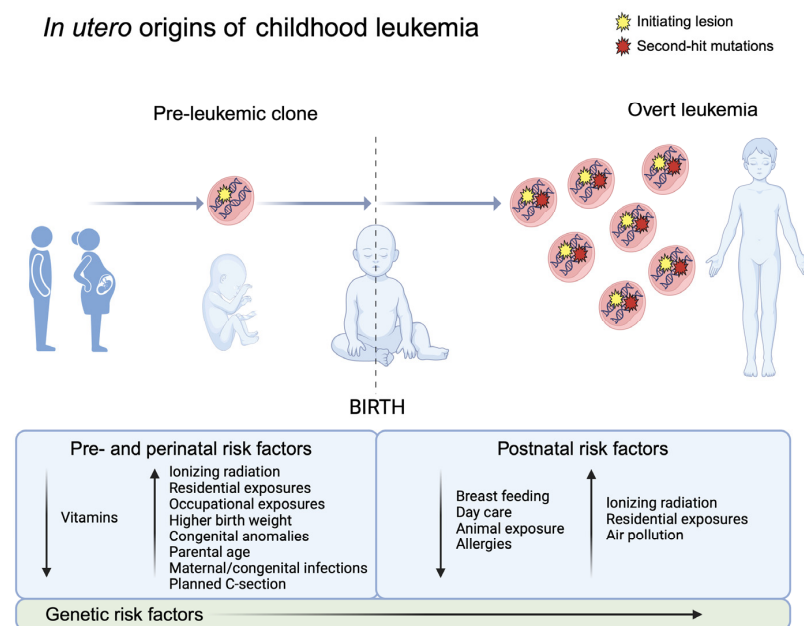 In utero origins of childhood leukemia
Initiating lesion
Second-hit mutations
Pre-leukemic clone
Overt leukemia
BIRTH
Pre- and perinatal risk factors
Vitamins
Ionizing radiation
Residential exposures
Occupational exposures
Higher birth weight
Congenital anomalies
Parental age
Maternal/congenital infections
Planned C-section
Postnatal risk factors
Breast feeding
Day care
Animal exposure
Allergies
Ionizing radiation
Residential exposures
Air pollution
Genetic risk factors